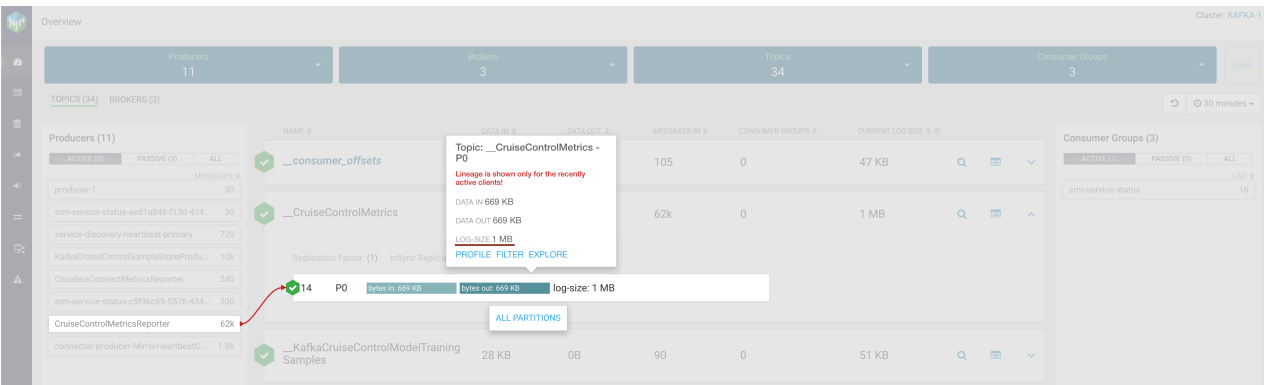 Overview
Cluster: KAFKA-1
Producers
11
Brokers
3
Topics
34
Consumer Groups
3
Clear
TOPICS (34) BROKERS (3)
30 minutes
Producers (11)
ACTIVE (8) PASSIVE (3) ALL
MESSAGES
producer-1 30
srm-service-status-aed1a848-f13d-414... 30
service-discovery-heartbeat-primary 720
KafkaCruiseControlSampleStoreProdu... 10k
ClouderaConnectMetricsReporter 240
srm-service-status-c5f96c69-5576-434... 300
CruiseControlMetricsReporter 62k
connector-producer-MirrorHeartbeatC... 1.8k
NAME DATA IN DATA OUT MESSAGES IN CONSUMER GROUPS CURRENT LOG SIZE
__consumer_offsets 105 0 47 KB
__CruiseControlMetrics 62k 0 1 MB
Replication Factor: (1) InSync Replica
14 P0 bytes in: 669 KB bytes out: 669 KB log-size: 1 MB
ALL PARTITIONS
__KafkaCruiseControlModelTraining
Samples 28 KB 0B 90 0 51 KB
Topic: __CruiseControlMetrics -
P0
Lineage is shown only for the recently
active clients!
DATA IN 669 KB
DATA OUT 669 KB
LOG-SIZE 1 MB
PROFILE FILTER EXPLORE
Consumer Groups (3)
ACTIVE (1) PASSIVE (2) ALL
LAG
srm-service-status 16